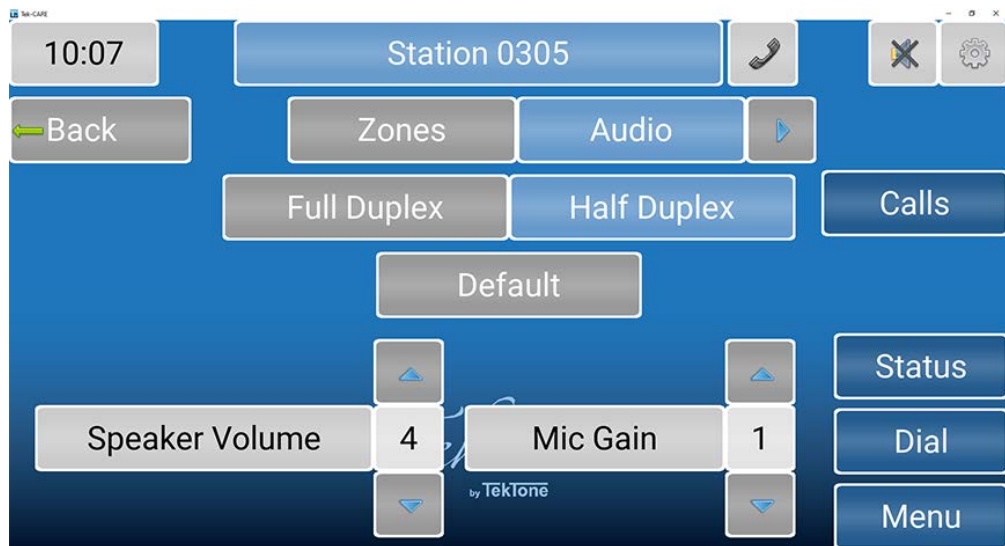 Tek-CARE
10:07 Station 0305
Back Zones Audio
Full Duplex Half Duplex Calls
Default
Status
Speaker Volume 4 Mic Gain 1 Dial
by TekTone
Menu